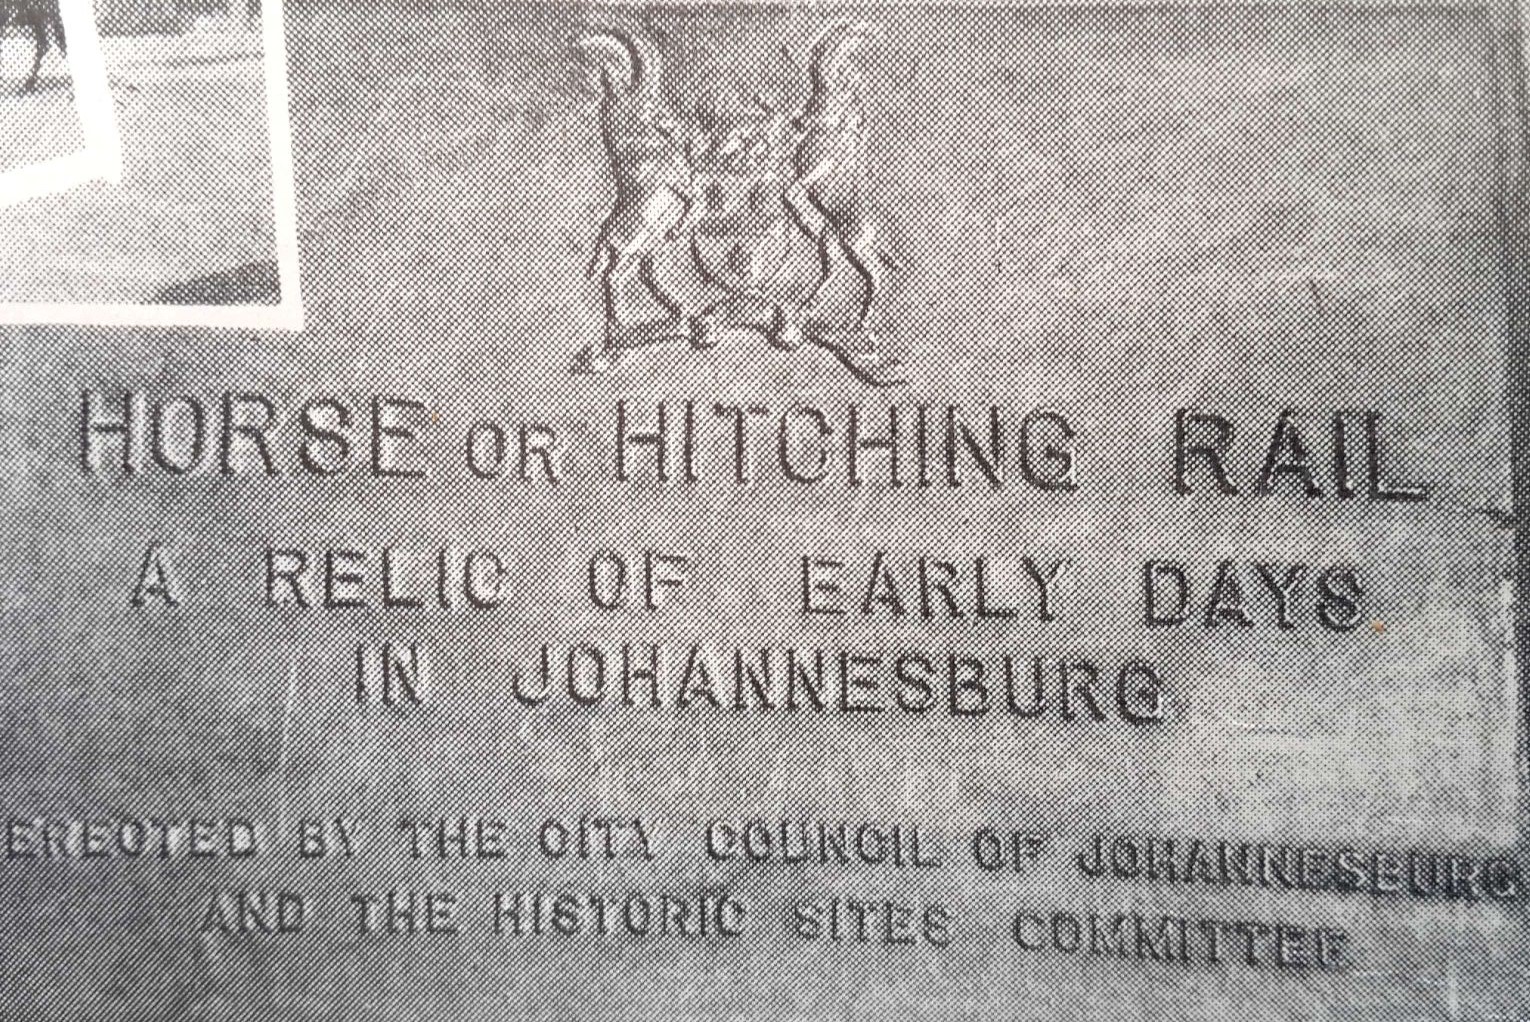 HORSE OR HITCHING RAIL
A RELIC OF EARLY DAYS
IN JOHANNESBURG
ERECTED BY THE CITY COUNCIL OF JOHANNESBURG
AND THE HISTORIC SITES COMMITTEE